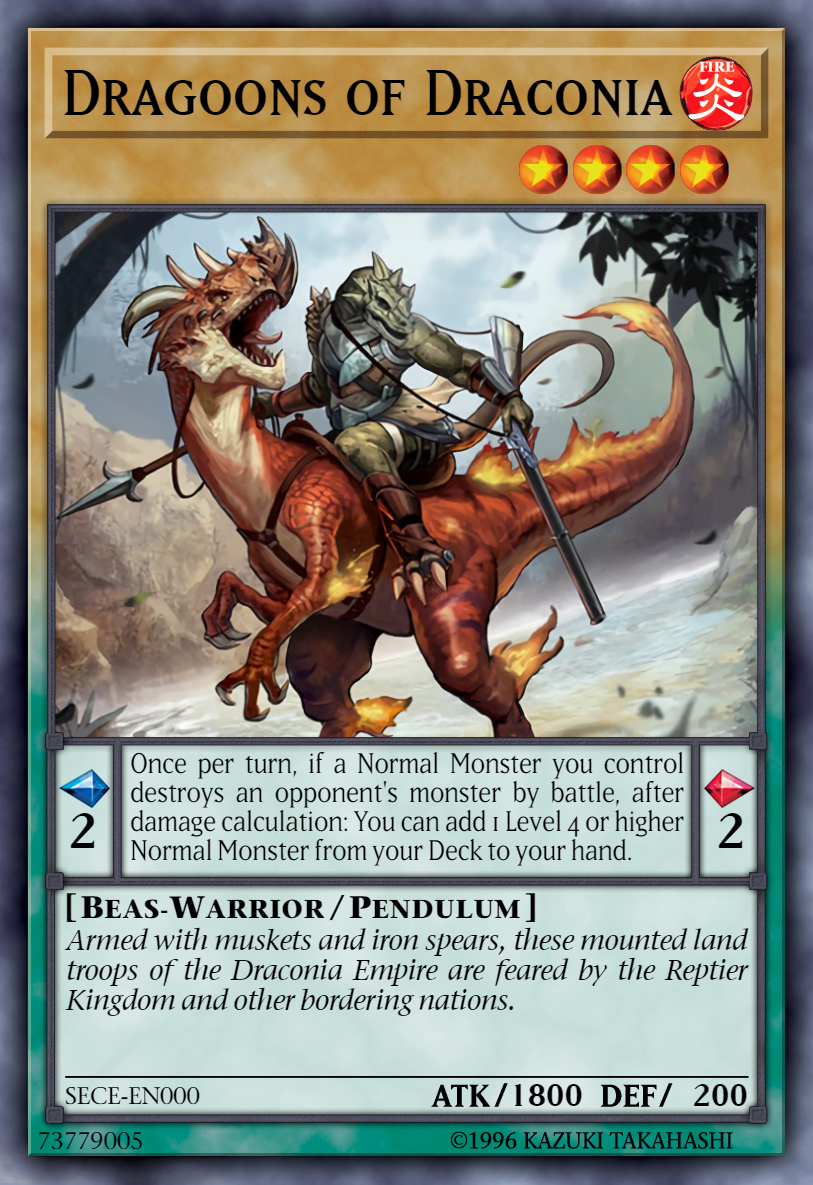 DRAGOONS OF DRACONIA
FIRE
炎
2
Once per turn, if a Normal Monster you control
destroys an opponent's monster by battle, after
damage calculation: You can add 1 Level 4 or higher
Normal Monster from your Deck to your hand.
2
[ BEAS-WARRIOR / PENDULUM ]
Armed with muskets and iron spears, these mounted land
troops of the Draconia Empire are feared by the Reptier
Kingdom and other bordering nations.
SECE-EN000
ATK / 1800 DEF/ 200
73779005
©1996 KAZUKI TAKAHASHI